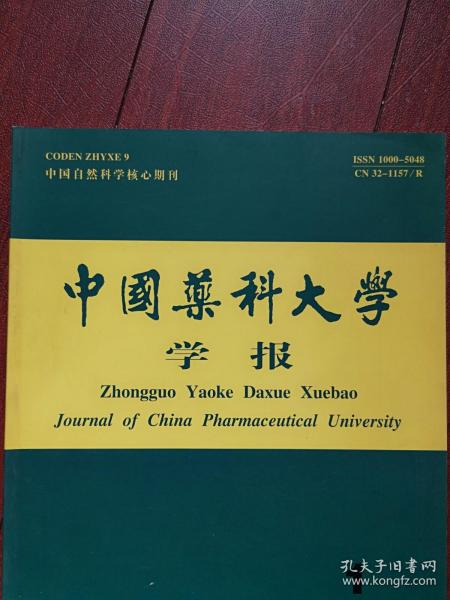 CODEN ZHYXE 9
ISSN 1000-5048
中国自然科学核心期刊
CN 32-1157/R
中國薬科大學
学 报
Zhongguo Yaoke Daxue Xuebao
Journal of China Pharmaceutical University
孔夫子旧书网
www.kongfz.com